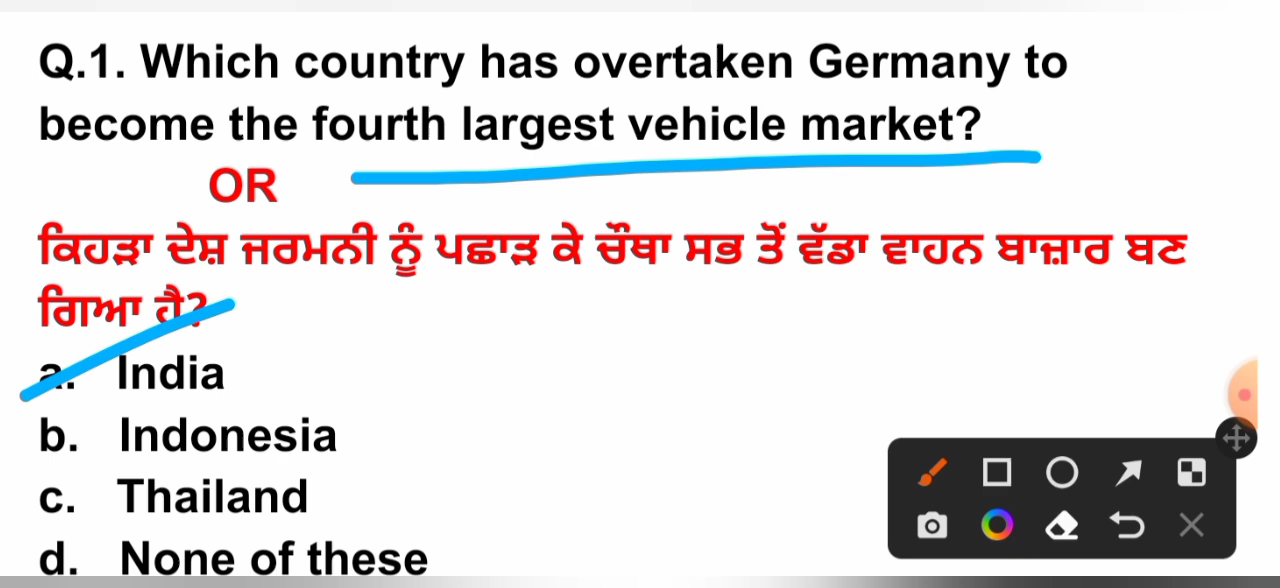 Q.1. Which country has overtaken Germany to
become the fourth largest vehicle market?
OR
ਕਿਹੜਾ ਦੇਸ਼ ਜਰਮਨੀ ਨੂੰ ਪਛਾੜ ਕੇ ਚੌਥਾ ਸਭ ਤੋਂ ਵੱਡਾ ਵਾਹਨ ਬਾਜ਼ਾਰ ਬਣ
ਗਿਆ ਹੈ?
a. India
b. Indonesia
c. Thailand
d. None of these